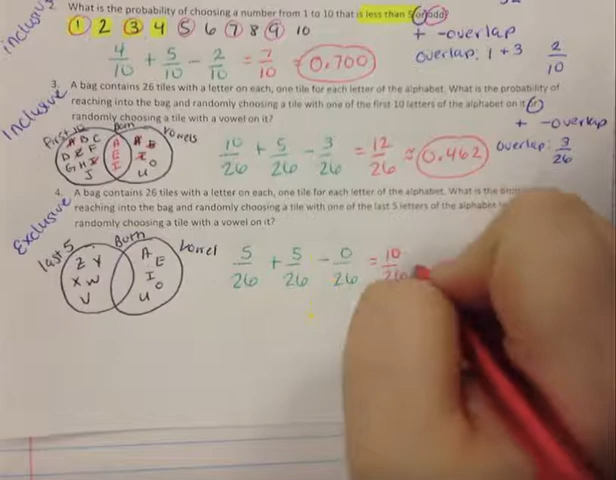 What is the probability of choosing a number from 1 to 10 that is less than 5 or odd?
inclusive
1 2 3 4 5 6 7 8 9 10
+ -overlap
overlap: 1 + 3 2/10
4/10 + 5/10 - 2/10 = 7/10 = 0.700
3. A bag contains 26 tiles with a letter on each, one tile for each letter of the alphabet. What is the probability of
reaching into the bag and randomly choosing a tile with one of the first 10 letters of the alphabet on it or
randomly choosing a tile with a vowel on it?
Inclusive
+ -overlap
First 10 Both Vowels
10/26 + 5/26 - 3/26 = 12/26 ≈ 0.462
overlap: 3/26
4. A bag contains 26 tiles with a letter on each, one tile for each letter of the alphabet. What is the
reaching into the bag and randomly choosing a tile with one of the last 5 letters of the alphabet
randomly choosing a tile with a vowel on it?
Exclusive
last 5 Both Vowel
Z Y A E
X W I O
V U
5/26 + 5/26 - 0/26 = 10/26